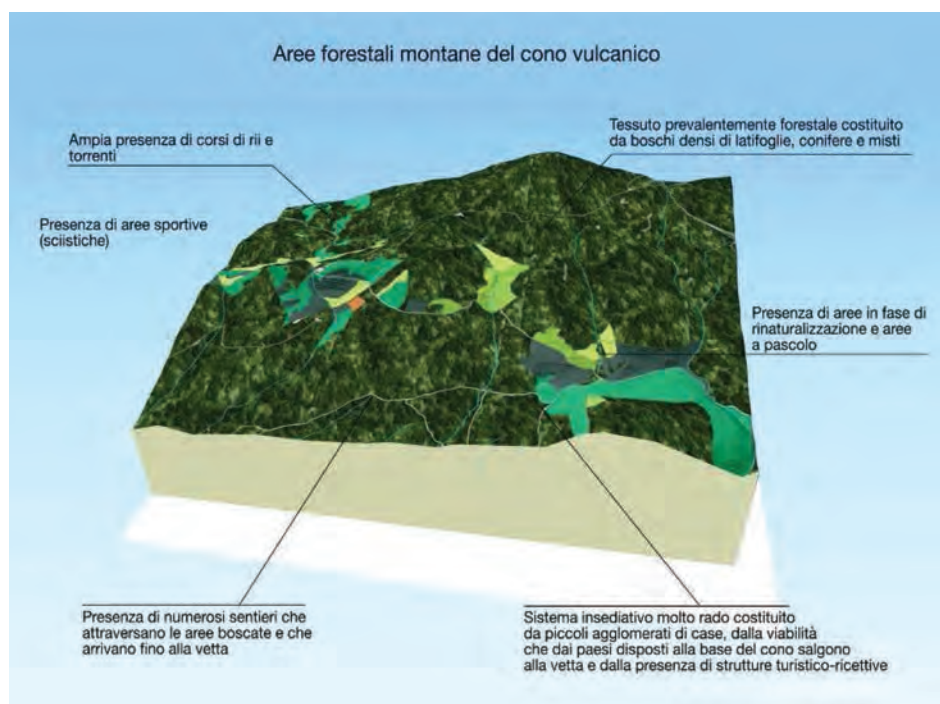 Aree forestali montane del cono vulcanico
Ampia presenza di corsi di rii e
torrenti
Tessuto prevalentemente forestale costituito
da boschi densi di latifoglie, conifere e misti
Presenza di aree sportive
(sciistiche)
Presenza di aree in fase di
rinaturalizzazione e aree
a pascolo
Presenza di numerosi sentieri che
attraversano le aree boscate e che
arrivano fino alla vetta
Sistema insediativo molto rado costituito
da piccoli agglomerati di case, dalla viabilità
che dai paesi disposti alla base del cono salgono
alla vetta e dalla presenza di strutture turistico-ricettive